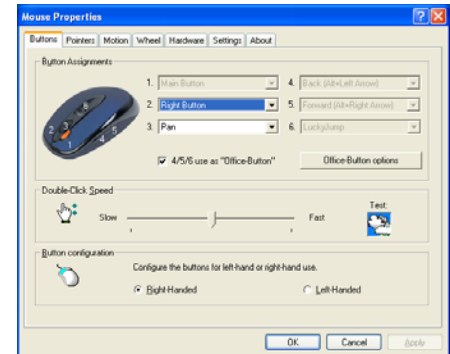 Mouse Properties
Buttons Pointers Motion Wheel Hardware Settings About
Button Assignments
1. Main Button 4. Back (Alt+Left Arrow)
2. Right Button 5. Forward (Alt+Right Arrow)
3. Pan 6. LuckyJump
4/5/6 use as "Office-Button" Office-Button options
Double-Click Speed
Slow Fast Test:
Button configuration
Configure the buttons for left-hand or right-hand use.
Right-Handed Left-Handed
OK Cancel Apply